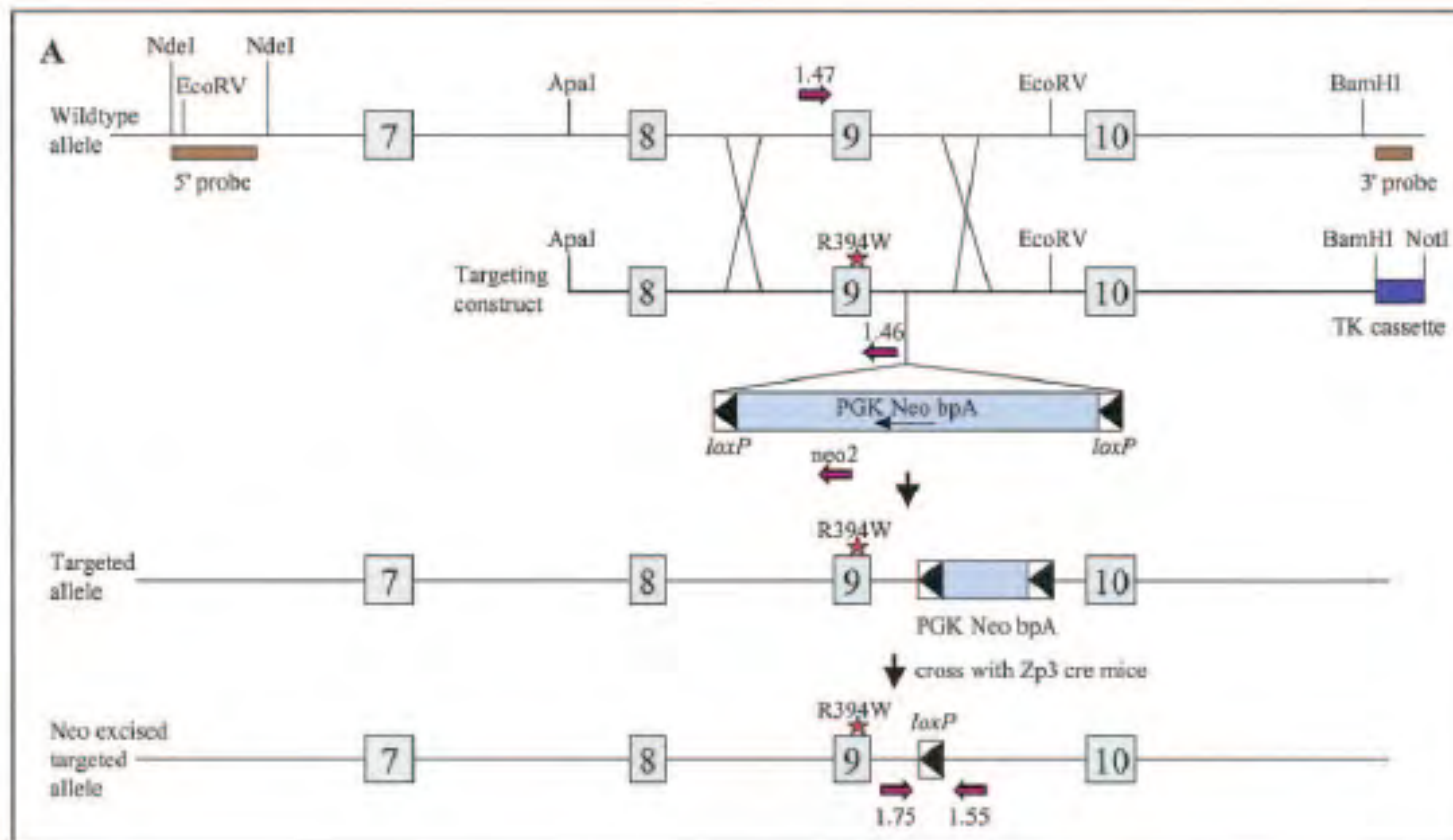 A
NdeI NdeI
EcoRV
ApaI
1.47
EcoRV
BamHI
Wildtype
allele
7 8 9 10
5' probe
3' probe
ApaI
R394W
EcoRV
BamHI NotI
Targeting
construct
8 9 10
TK cassette
1.46
PGK Neo bpA
loxP loxP
neo2
R394W
Targeted
allele
7 8 9 10
PGK Neo bpA
cross with Zp3 cre mice
R394W
loxP
Neo excised
targeted
allele
7 8 9 10
1.75 1.55